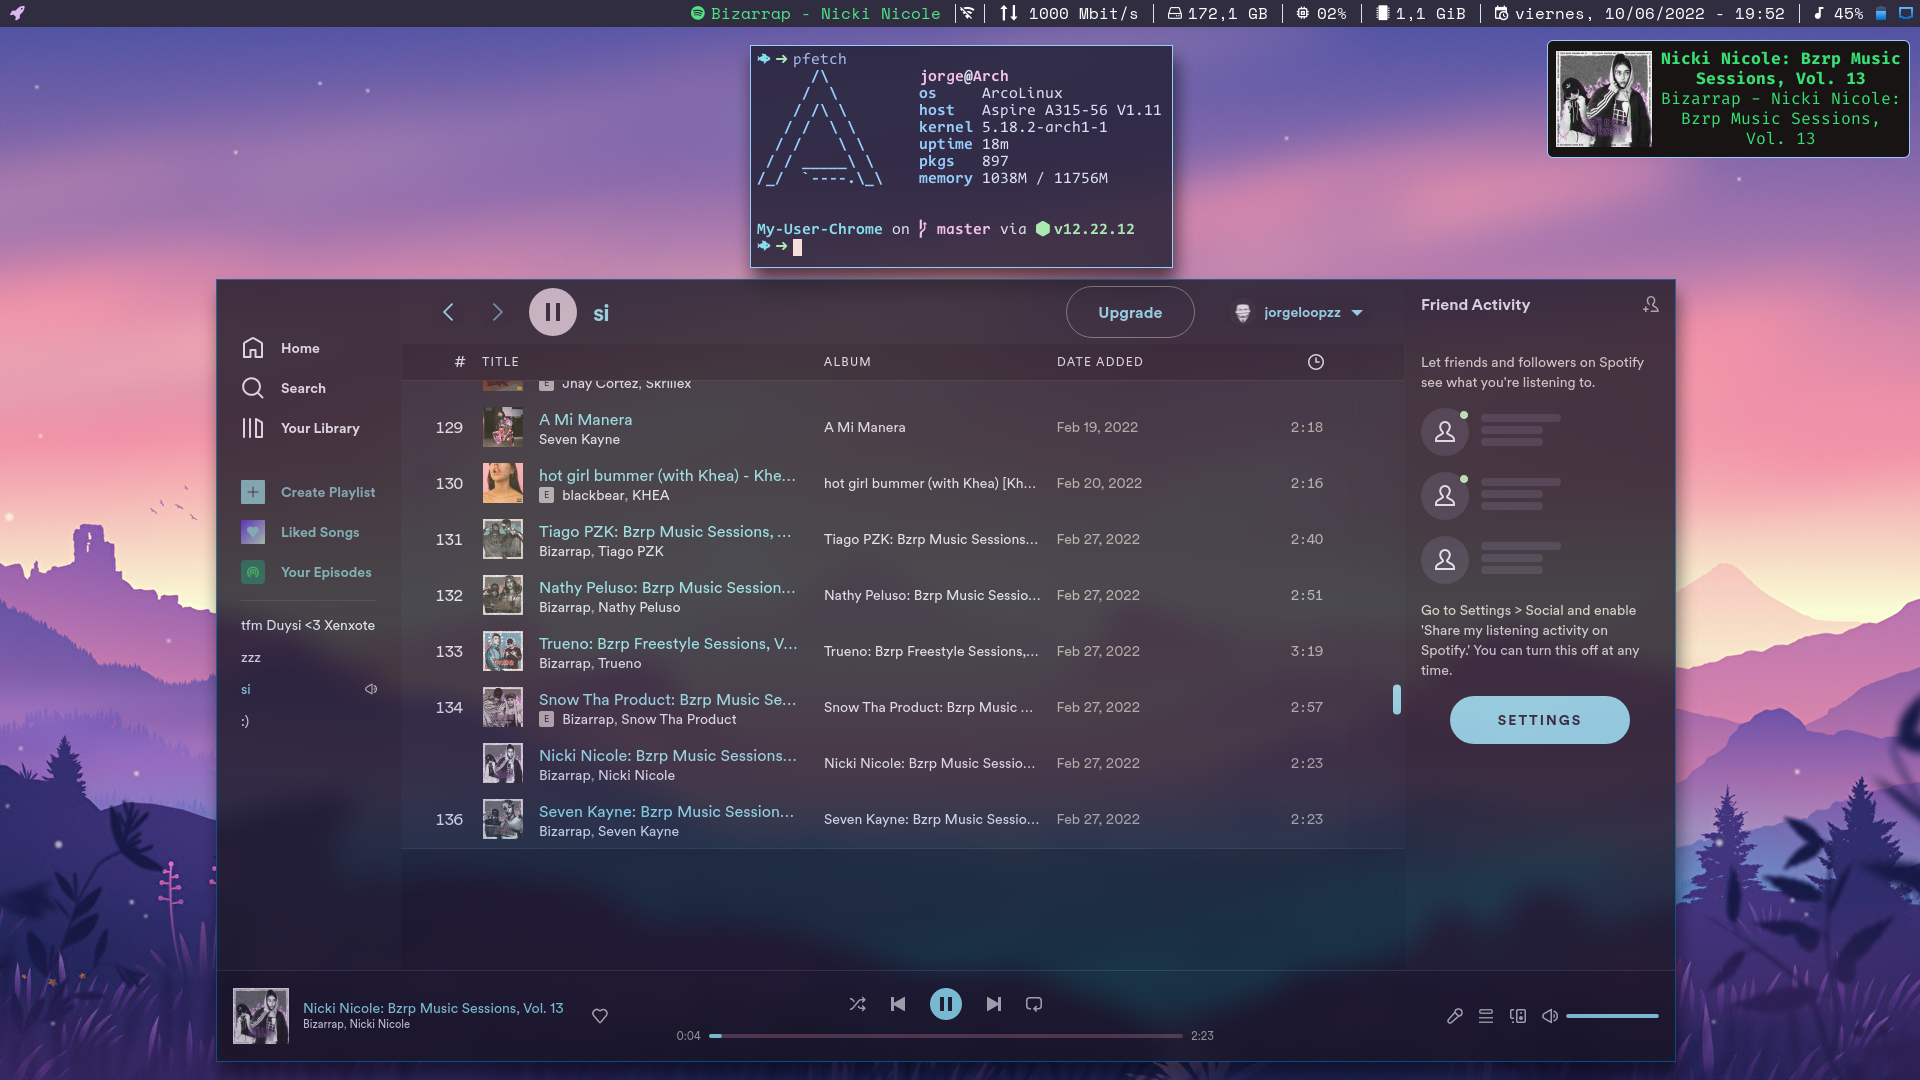 Bizarrap - Nicki Nicole
1000 Mbit/s
172,1 GB
02%
1,1 GiB
viernes, 10/06/2022 - 19:52
45%
pfetch
/\
/  \
/ /\ \
/ /  \ \
/ /    \ \
/ / _____\ \
/_/  `----.\_\
jorge@Arch
os ArcoLinux
host Aspire A315-56 V1.11
kernel 5.18.2-arch1-1
uptime 18m
pkgs 897
memory 1038M / 11756M
My-User-Chrome on master via v12.22.12
Nicki Nicole: Bzrp Music
Sessions, Vol. 13
Bizarrap – Nicki Nicole:
Bzrp Music Sessions,
Vol. 13
si
Upgrade
jorgeloopzz
Home
Search
Your Library
Create Playlist
Liked Songs
Your Episodes
tfm Duysi <3 Xenxote
zzz
si
:)
# TITLE ALBUM DATE ADDED
E Jhay Cortez, Skrillex
129 A Mi Manera A Mi Manera Feb 19, 2022 2:18
Seven Kayne
130 hot girl bummer (with Khea) - Khe... hot girl bummer (with Khea) [Kh... Feb 20, 2022 2:16
E blackbear, KHEA
131 Tiago PZK: Bzrp Music Sessions, ... Tiago PZK: Bzrp Music Sessions... Feb 27, 2022 2:40
Bizarrap, Tiago PZK
132 Nathy Peluso: Bzrp Music Session... Nathy Peluso: Bzrp Music Sessio... Feb 27, 2022 2:51
Bizarrap, Nathy Peluso
133 Trueno: Bzrp Freestyle Sessions, V... Trueno: Bzrp Freestyle Sessions,... Feb 27, 2022 3:19
Bizarrap, Trueno
134 Snow Tha Product: Bzrp Music Se... Snow Tha Product: Bzrp Music ... Feb 27, 2022 2:57
E Bizarrap, Snow Tha Product
Nicki Nicole: Bzrp Music Sessions... Nicki Nicole: Bzrp Music Sessio... Feb 27, 2022 2:23
Bizarrap, Nicki Nicole
136 Seven Kayne: Bzrp Music Session... Seven Kayne: Bzrp Music Sessio... Feb 27, 2022 2:23
Bizarrap, Seven Kayne
Friend Activity
Let friends and followers on Spotify
see what you're listening to.
Go to Settings > Social and enable
'Share my listening activity on
Spotify.' You can turn this off at any
time.
SETTINGS
Nicki Nicole: Bzrp Music Sessions, Vol. 13
Bizarrap, Nicki Nicole
0:04
2:23